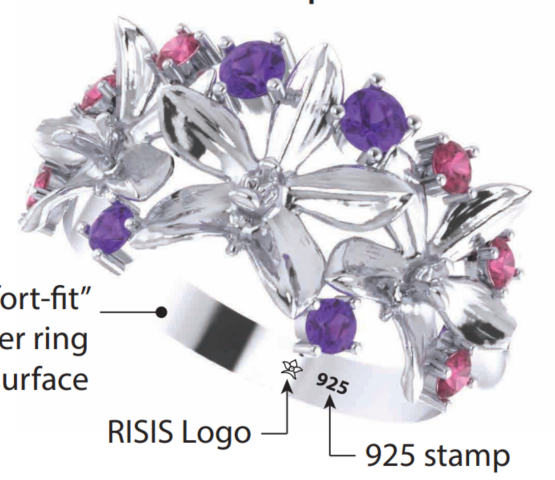 fort-fit”
er ring
urface
925
RISIS Logo
925 stamp